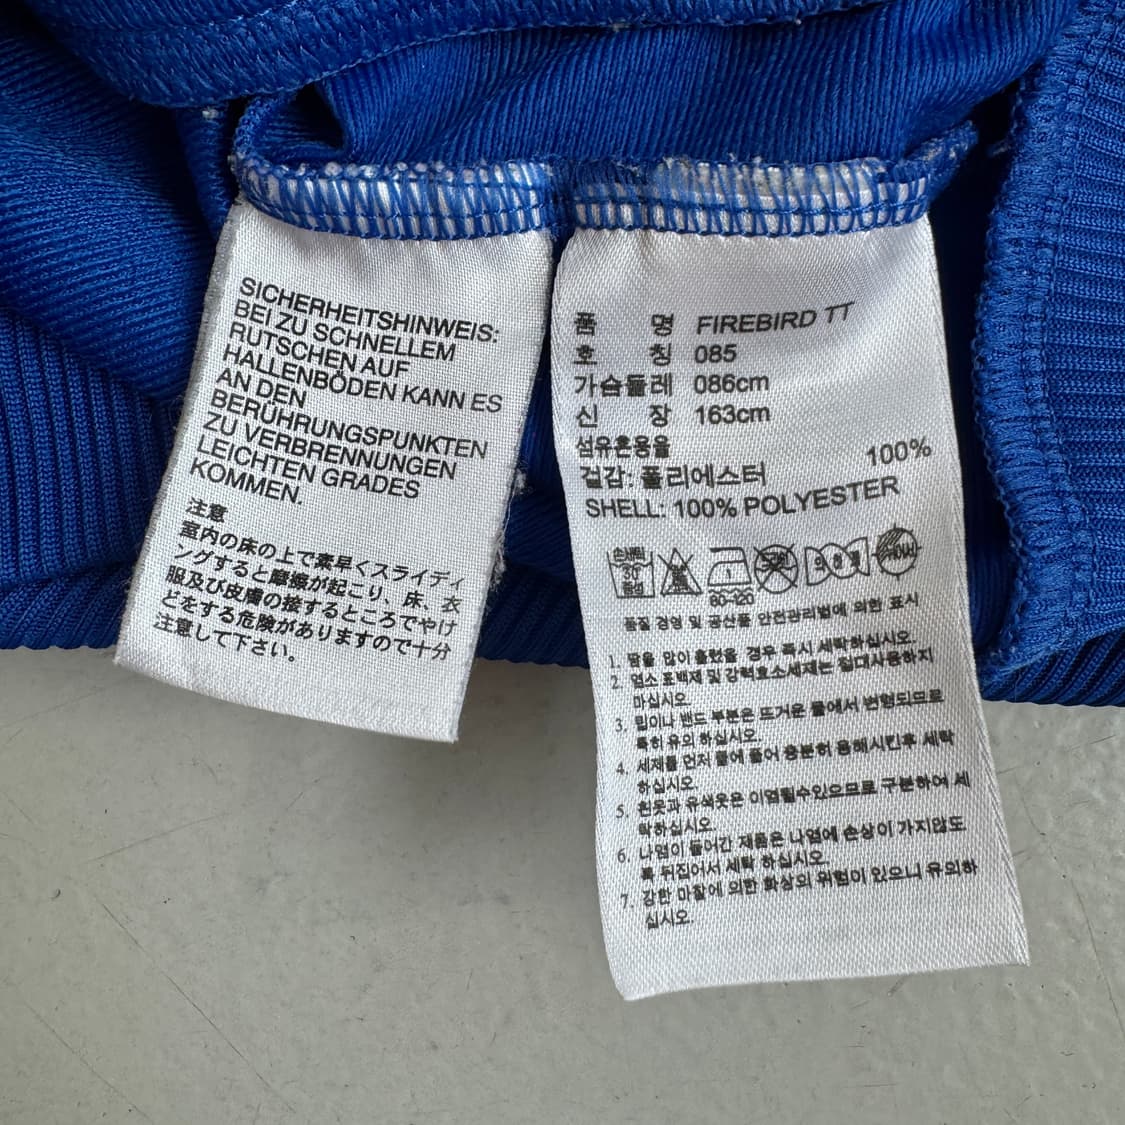 SICHERHEITSHINWEIS:
BEI ZU SCHNELLEM
RUTSCHEN AUF
HALLENBÖDEN KANN ES
AN DEN
BERÜHRUNGSPUNKTEN
ZU VERBRENNUNGEN
LEICHTEN GRADES
KOMMEN.
注意
室内の床の上で素早くスライディ
ングすると摩擦が起こり、床、衣
服及び皮膚の接するところでやけ
どをする危険がありますので十分
注意して下さい。
품 명 FIREBIRD TT
호 칭 085
가슴둘레 086cm
신 장 163cm
섬유혼용율
겉감: 폴리에스터 100%
SHELL: 100% POLYESTER
손세탁
30
중성
80~120
품질 경영 및 공산품 안전관리법에 의한 표시
1. 땀을 많이 흘렸을 경우 즉시 세탁하십시오.
2. 염소 표백제 및 강력효소세제는 절대사용하지
마십시오.
3. 립이나 밴드 부분은 뜨거운 물에서 변형되므로
특히 유의 하십시오.
4. 세제를 먼저 물에 풀어 충분히 용해시킨후 세탁
하십시오.
5. 흰옷과 유색옷은 이염될수있으므로 구분하여 세
탁하십시오.
6. 나염이 들어간 제품은 나염에 손상이 가지않도
록 뒤집어서 세탁 하십시오.
7. 강한 마찰에 의한 화상의 위험이 있으니 유의하
십시오.